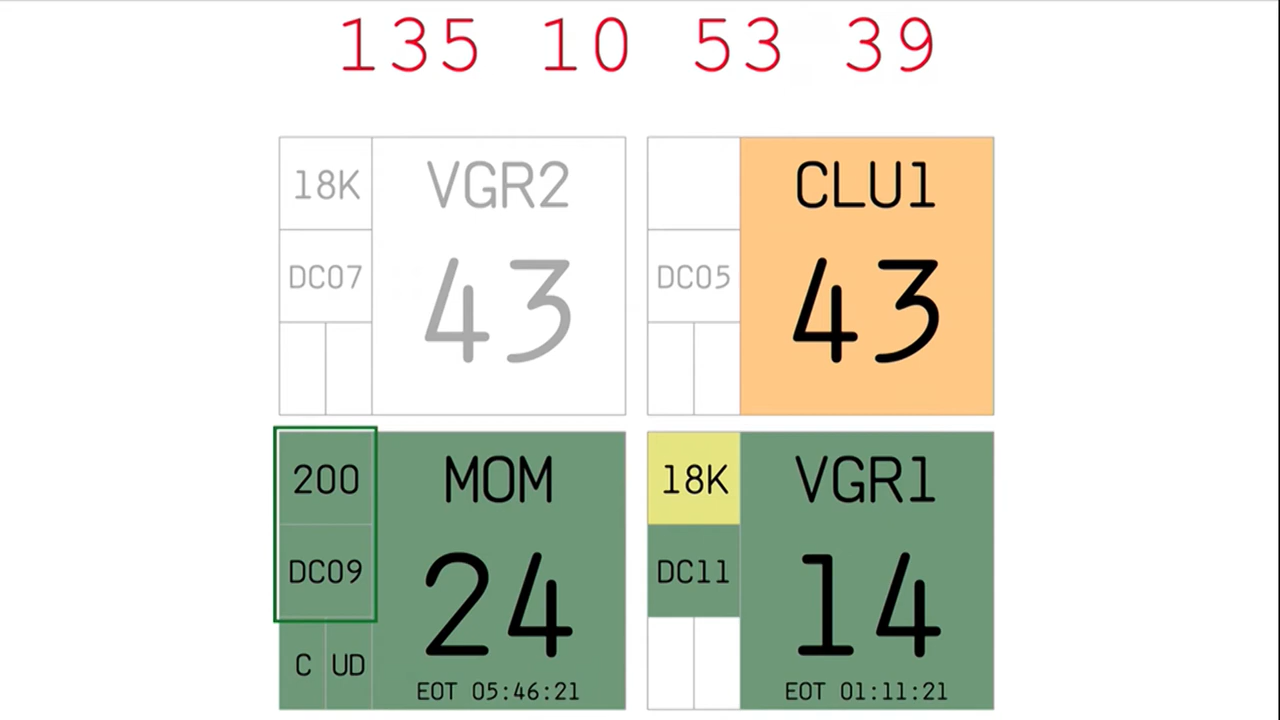 135 10 53 39
18K
VGR2
DC07
43
CLU1
DC05
43
200
MOM
DC09
24
C UD
EOT 05:46:21
18K
VGR1
DC11
14
EOT 01:11:21